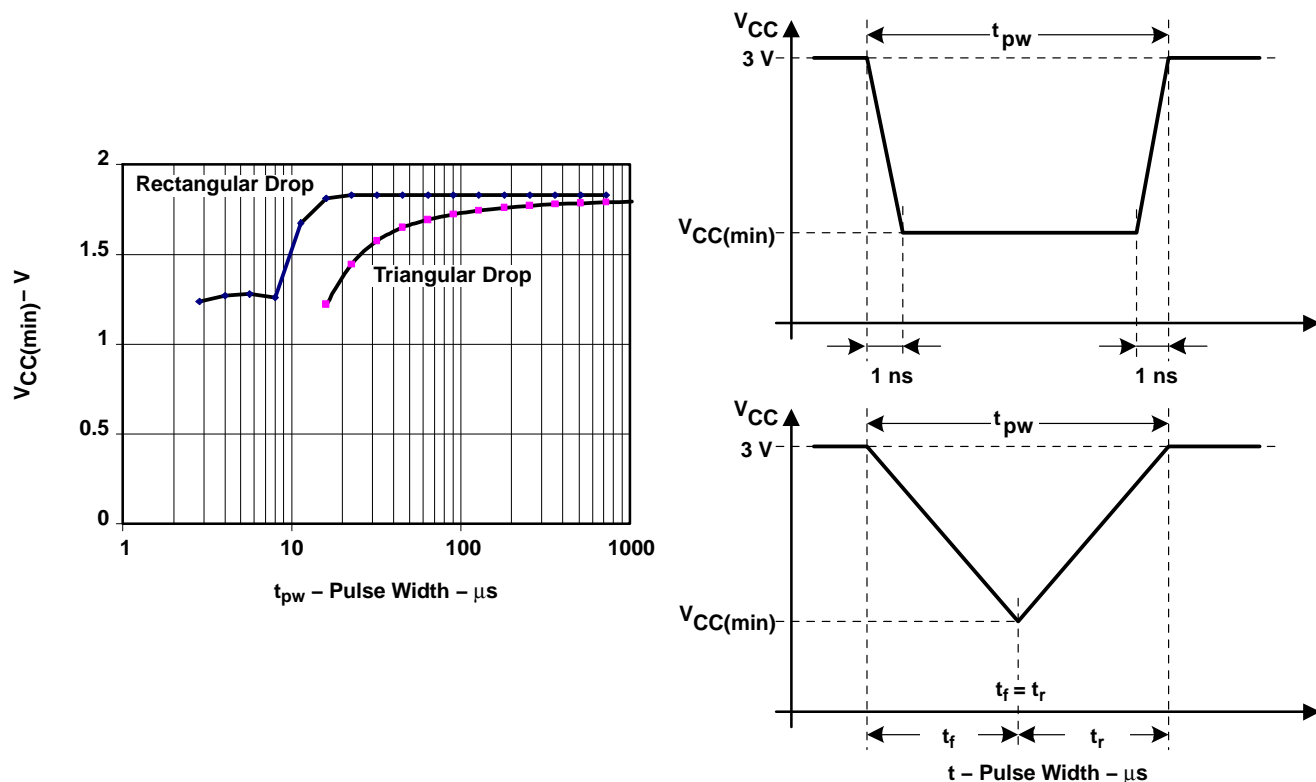 2
1.5
1
0.5
0
VCC(min) – V
Rectangular Drop
Triangular Drop
1
10
100
1000
tpw – Pulse Width – μs
VCC
3 V
tpw
VCC(min)
1 ns
1 ns
VCC
3 V
tpw
VCC(min)
tf = tr
tf
tr
t – Pulse Width – μs